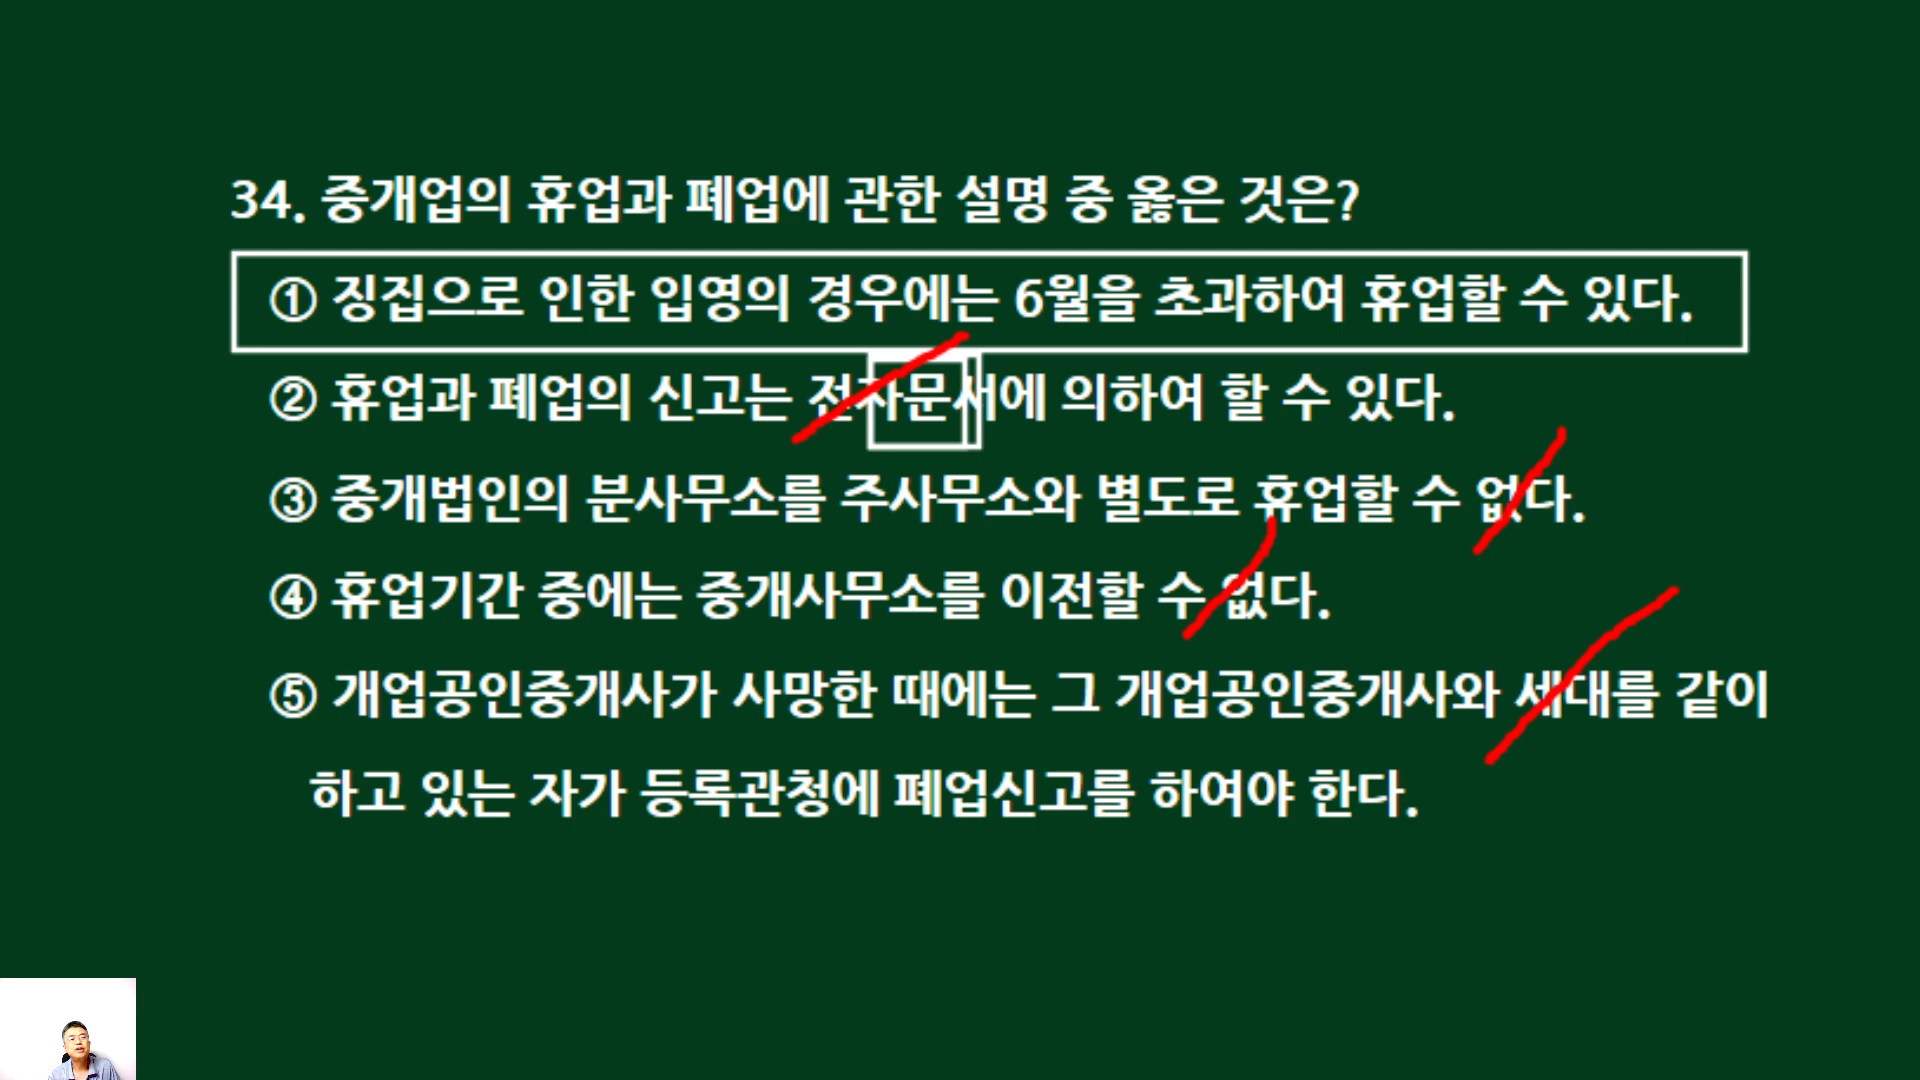 34. 중개업의 휴업과 폐업에 관한 설명 중 옳은 것은?
① 징집으로 인한 입영의 경우에는 6월을 초과하여 휴업할 수 있다.
② 휴업과 폐업의 신고는 전자문서에 의하여 할 수 있다.
③ 중개법인의 분사무소를 주사무소와 별도로 휴업할 수 없다.
④ 휴업기간 중에는 중개사무소를 이전할 수 없다.
⑤ 개업공인중개사가 사망한 때에는 그 개업공인중개사와 세대를 같이
하고 있는 자가 등록관청에 폐업신고를 하여야 한다.